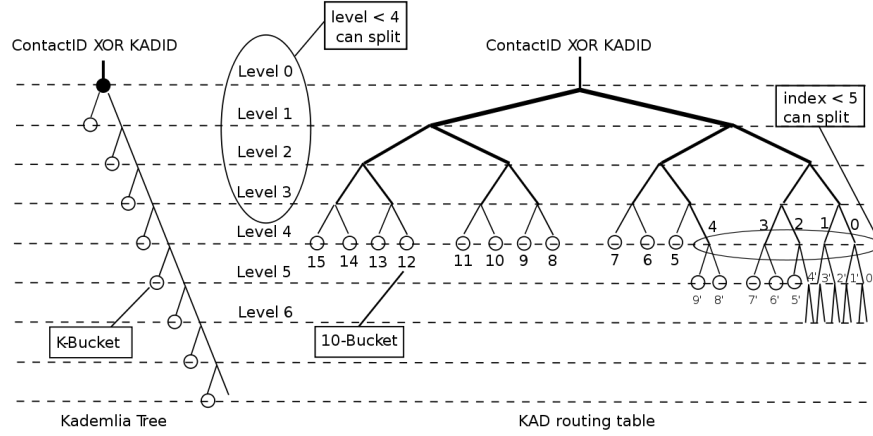 level < 4
can split
ContactID XOR KADID
ContactID XOR KADID
Level 0
index < 5
can split
Level 1
Level 2
Level 3
Level 4
4 3 2 1 0
15 14 13 12 11 10 9 8 7 6 5
Level 5
4' 3' 2' 1' 0
9' 8' 7' 6' 5'
Level 6
K-Bucket
10-Bucket
Kademlia Tree
KAD routing table